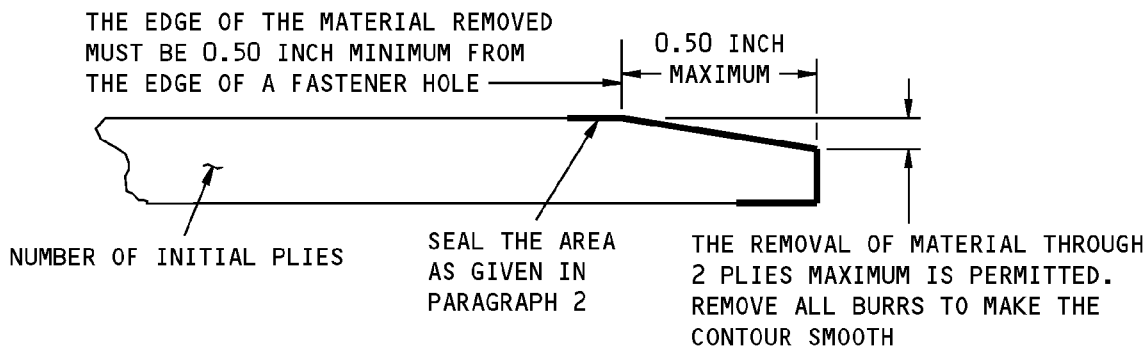 THE EDGE OF THE MATERIAL REMOVED
MUST BE 0.50 INCH MINIMUM FROM
THE EDGE OF A FASTENER HOLE
0.50 INCH
MAXIMUM
NUMBER OF INITIAL PLIES
SEAL THE AREA
AS GIVEN IN
PARAGRAPH 2
THE REMOVAL OF MATERIAL THROUGH
2 PLIES MAXIMUM IS PERMITTED.
REMOVE ALL BURRS TO MAKE THE
CONTOUR SMOOTH